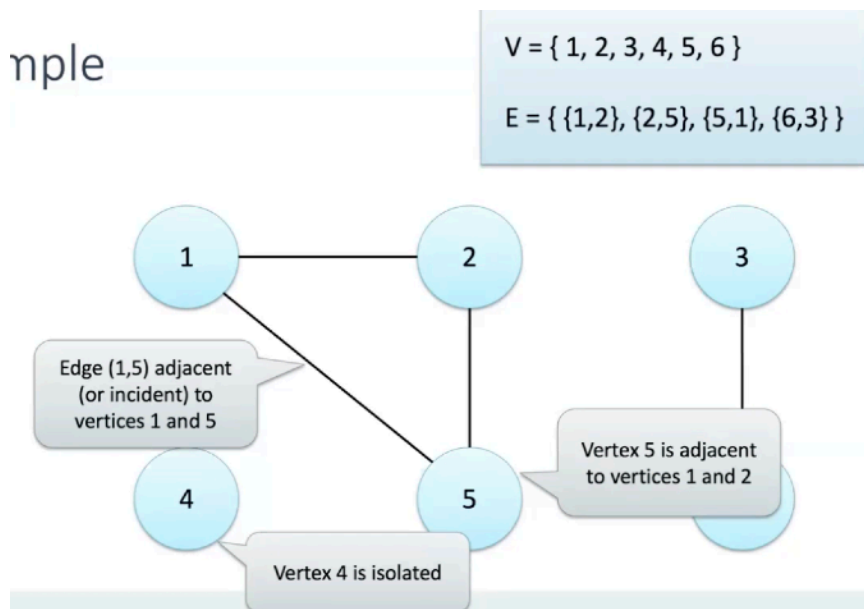 mple
V = { 1, 2, 3, 4, 5, 6 }
E = { {1,2}, {2,5}, {5,1}, {6,3} }
1
2
3
Edge (1,5) adjacent
(or incident) to
vertices 1 and 5
Vertex 5 is adjacent
to vertices 1 and 2
4
5
Vertex 4 is isolated